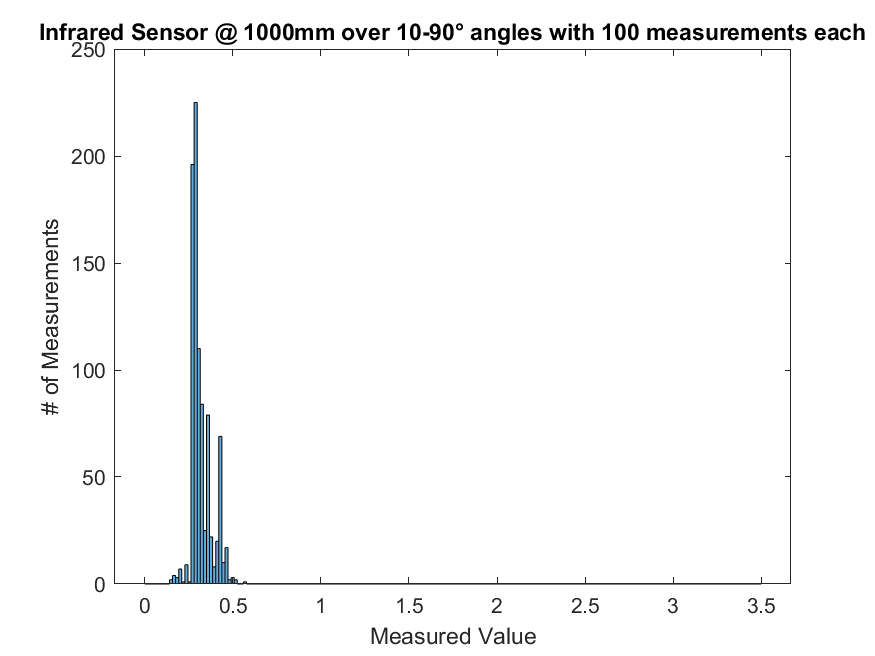 Infrared Sensor @ 1000mm over 10-90° angles with 100 measurements each
250
200
150
100
50
0
# of Measurements
0 0.5 1 1.5 2 2.5 3 3.5
Measured Value